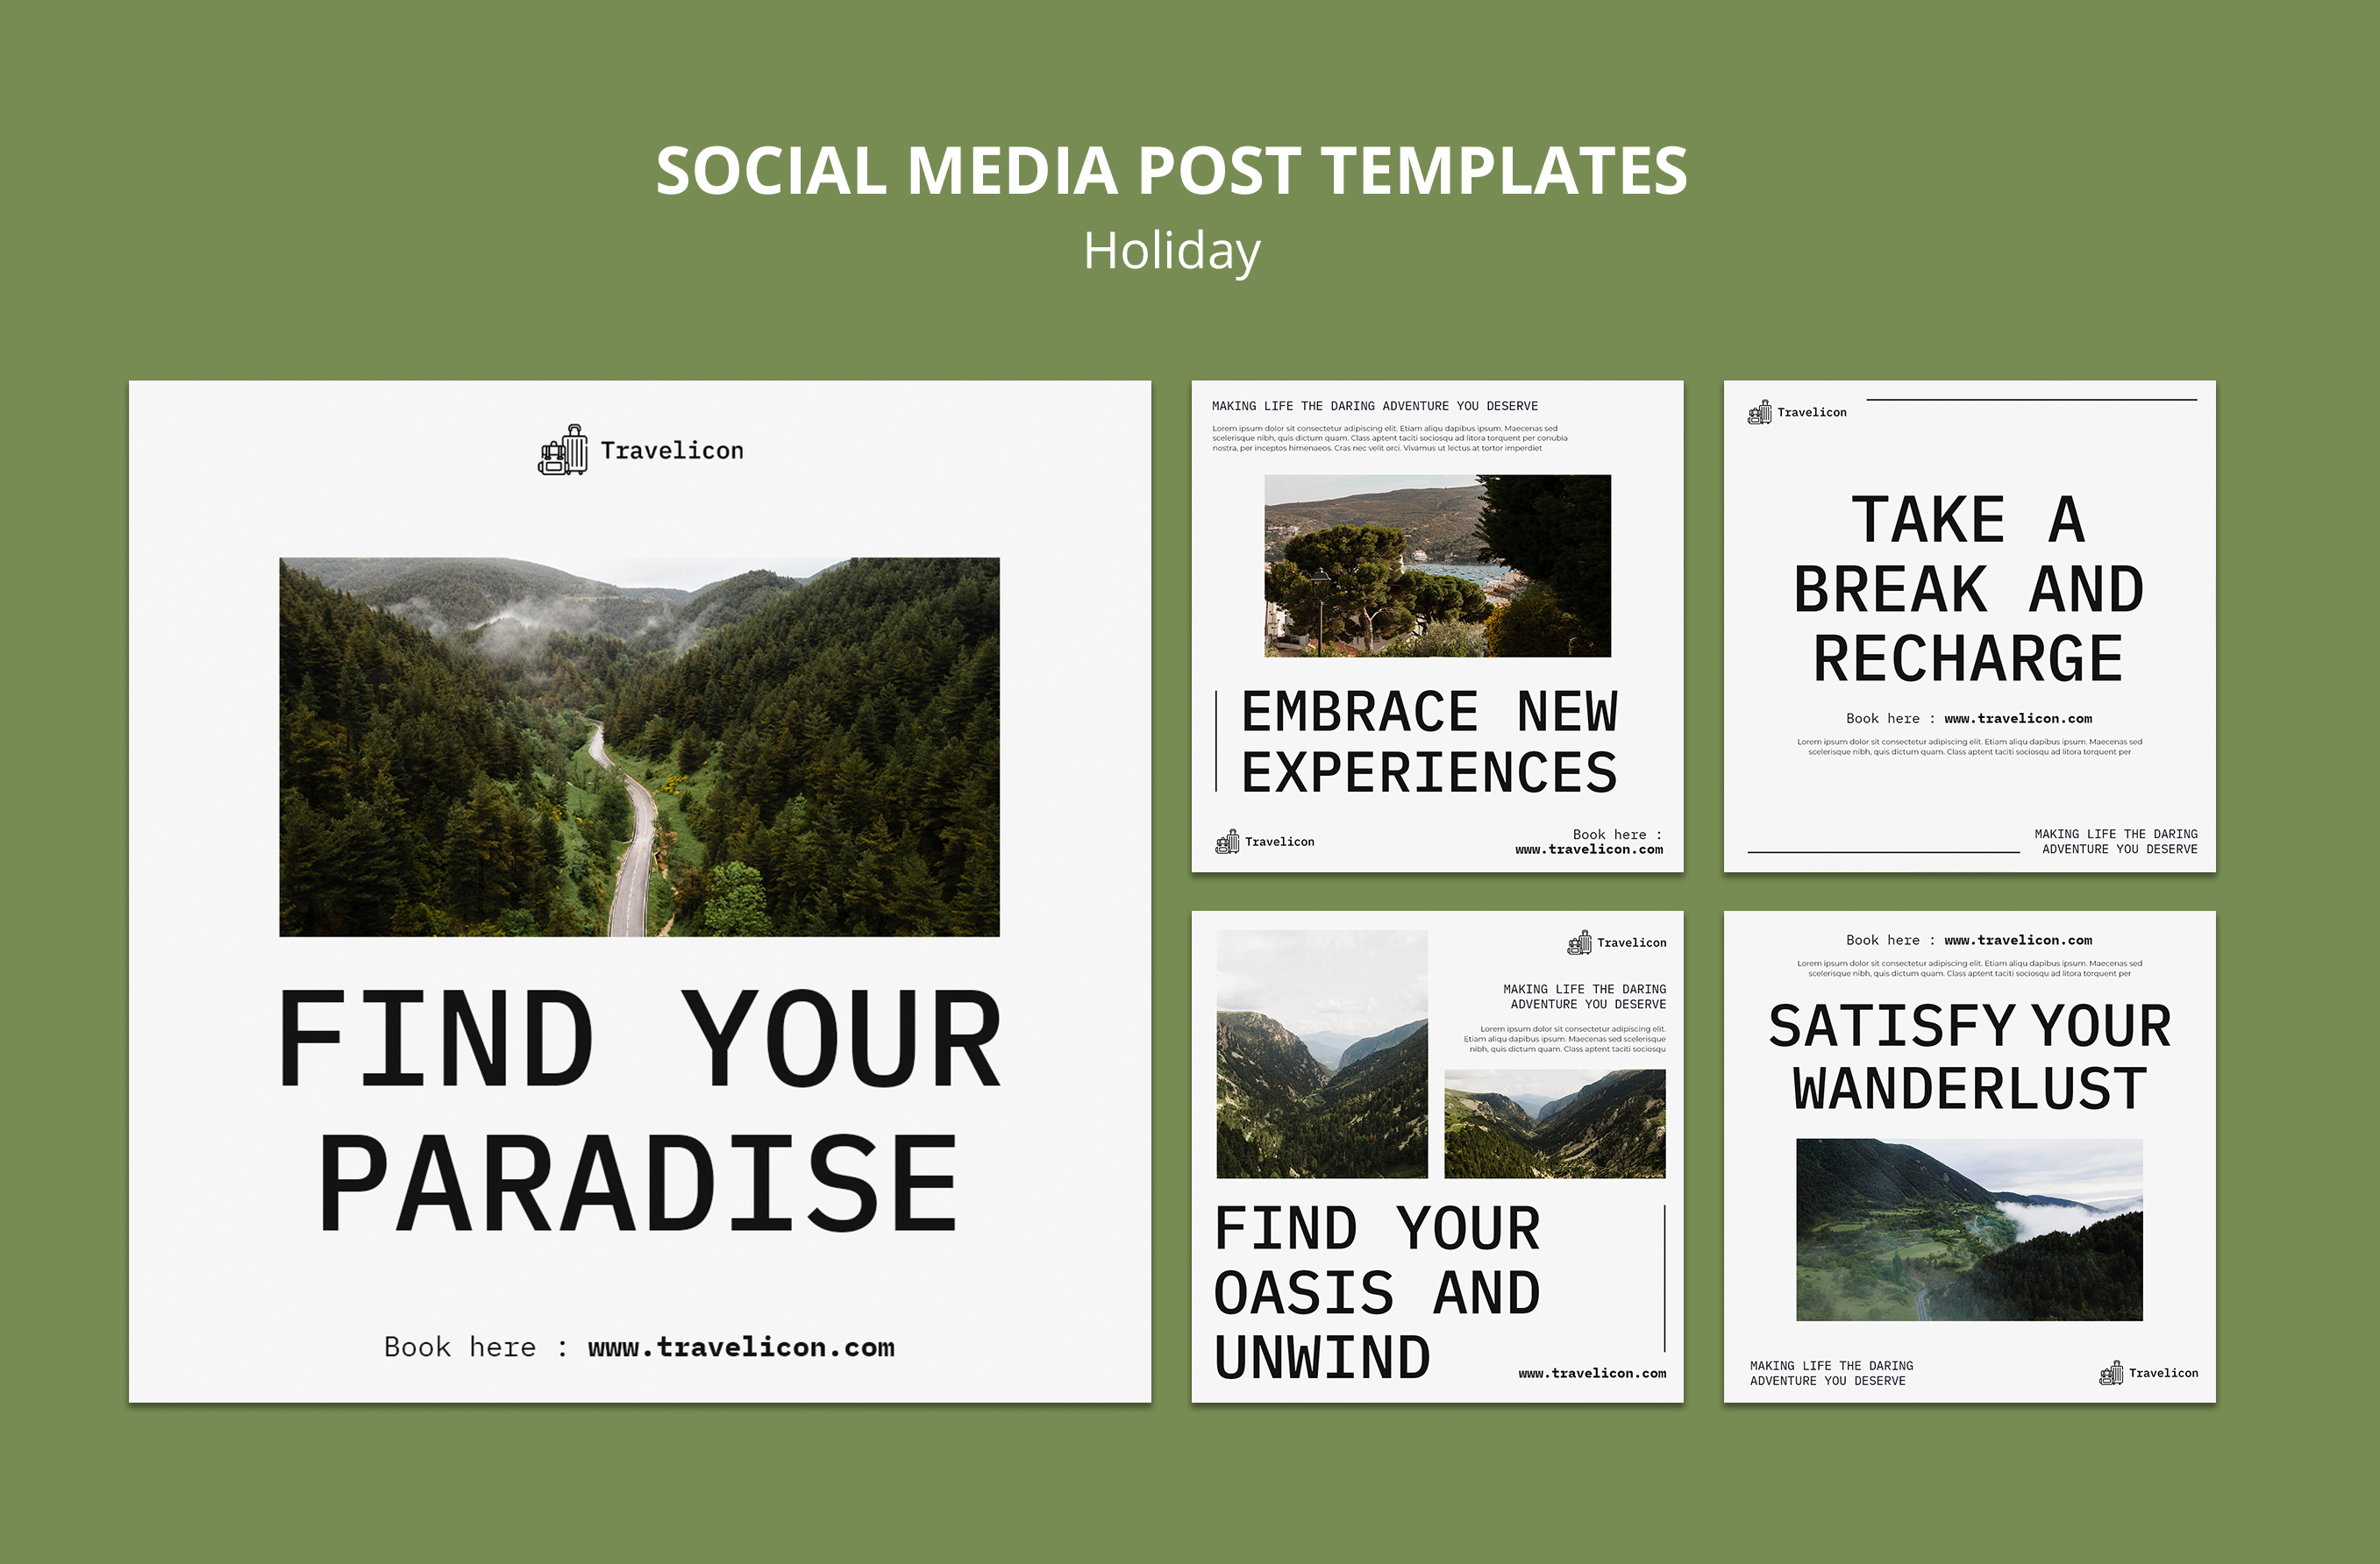 SOCIAL MEDIA POST TEMPLATES
Holiday
Travelicon
FIND YOUR
PARADISE
Book here : www.travelicon.com
MAKING LIFE THE DARING ADVENTURE YOU DESERVE
Lorem ipsum dolor sit consectetur adipiscing elit. Etiam aliqu dapibus ipsum. Maecenas sed
scelerisque nibh, quis dictum quam. Class aptent taciti sociosqu ad litora torquent per conubia
nostra, per inceptos himenaeos. Cras nec velit orci. Vivamus ut lectus at tortor imperdiet
EMBRACE NEW
EXPERIENCES
Travelicon
Book here :
www.travelicon.com
Travelicon
TAKE A
BREAK AND
RECHARGE
Book here : www.travelicon.com
Lorem ipsum dolor sit consectetur adipiscing elit. Etiam aliqu dapibus ipsum. Maecenas sed
scelerisque nibh, quis dictum quam. Class aptent taciti sociosqu ad litora torquent per
MAKING LIFE THE DARING
ADVENTURE YOU DESERVE
Travelicon
MAKING LIFE THE DARING
ADVENTURE YOU DESERVE
Lorem ipsum dolor sit consectetur adipiscing elit.
Etiam aliqu dapibus ipsum. Maecenas sed scelerisque
nibh, quis dictum quam. Class aptent taciti sociosqu
FIND YOUR
OASIS AND
UNWIND
www.travelicon.com
Book here : www.travelicon.com
Lorem ipsum dolor sit consectetur adipiscing elit. Etiam aliqu dapibus ipsum. Maecenas sed
scelerisque nibh, quis dictum quam. Class aptent taciti sociosqu ad litora torquent per
SATISFY YOUR
WANDERLUST
MAKING LIFE THE DARING
ADVENTURE YOU DESERVE
Travelicon